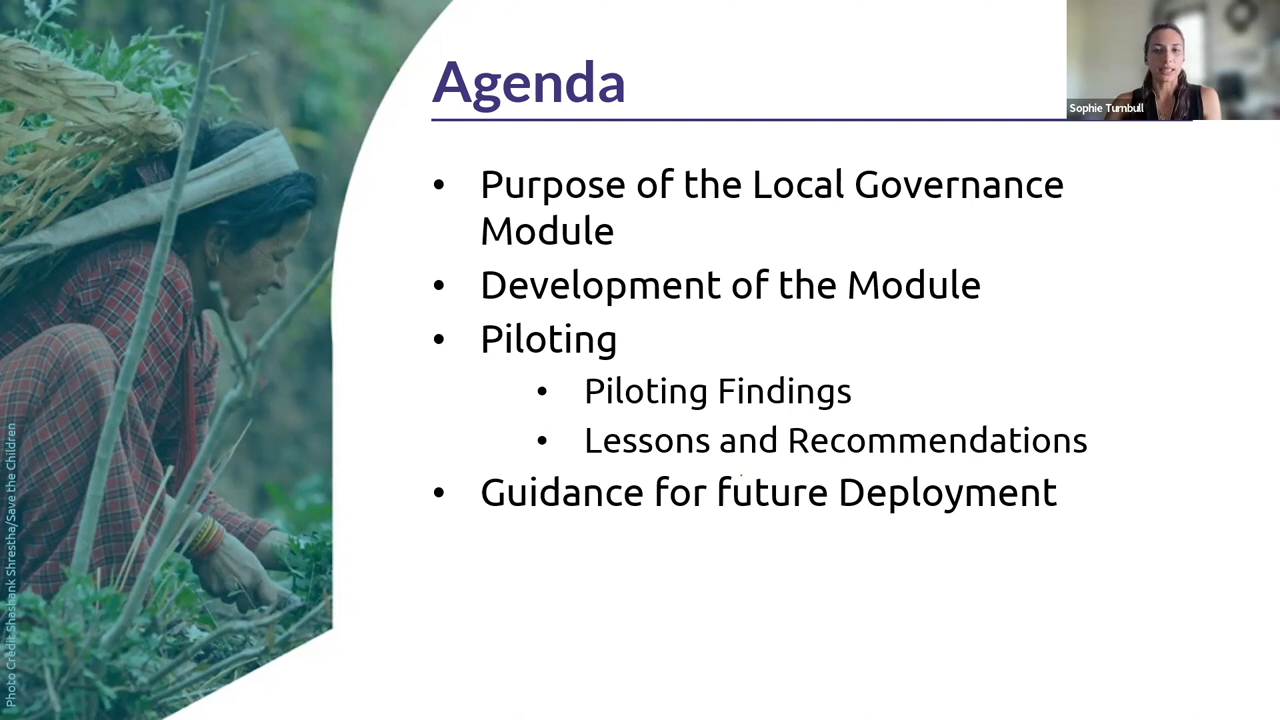 Agenda
Sophie Turnbull
• Purpose of the Local Governance
Module
• Development of the Module
• Piloting
• Piloting Findings
• Lessons and Recommendations
• Guidance for future Deployment
Photo Credit Shashank Shrestha/Save the Children